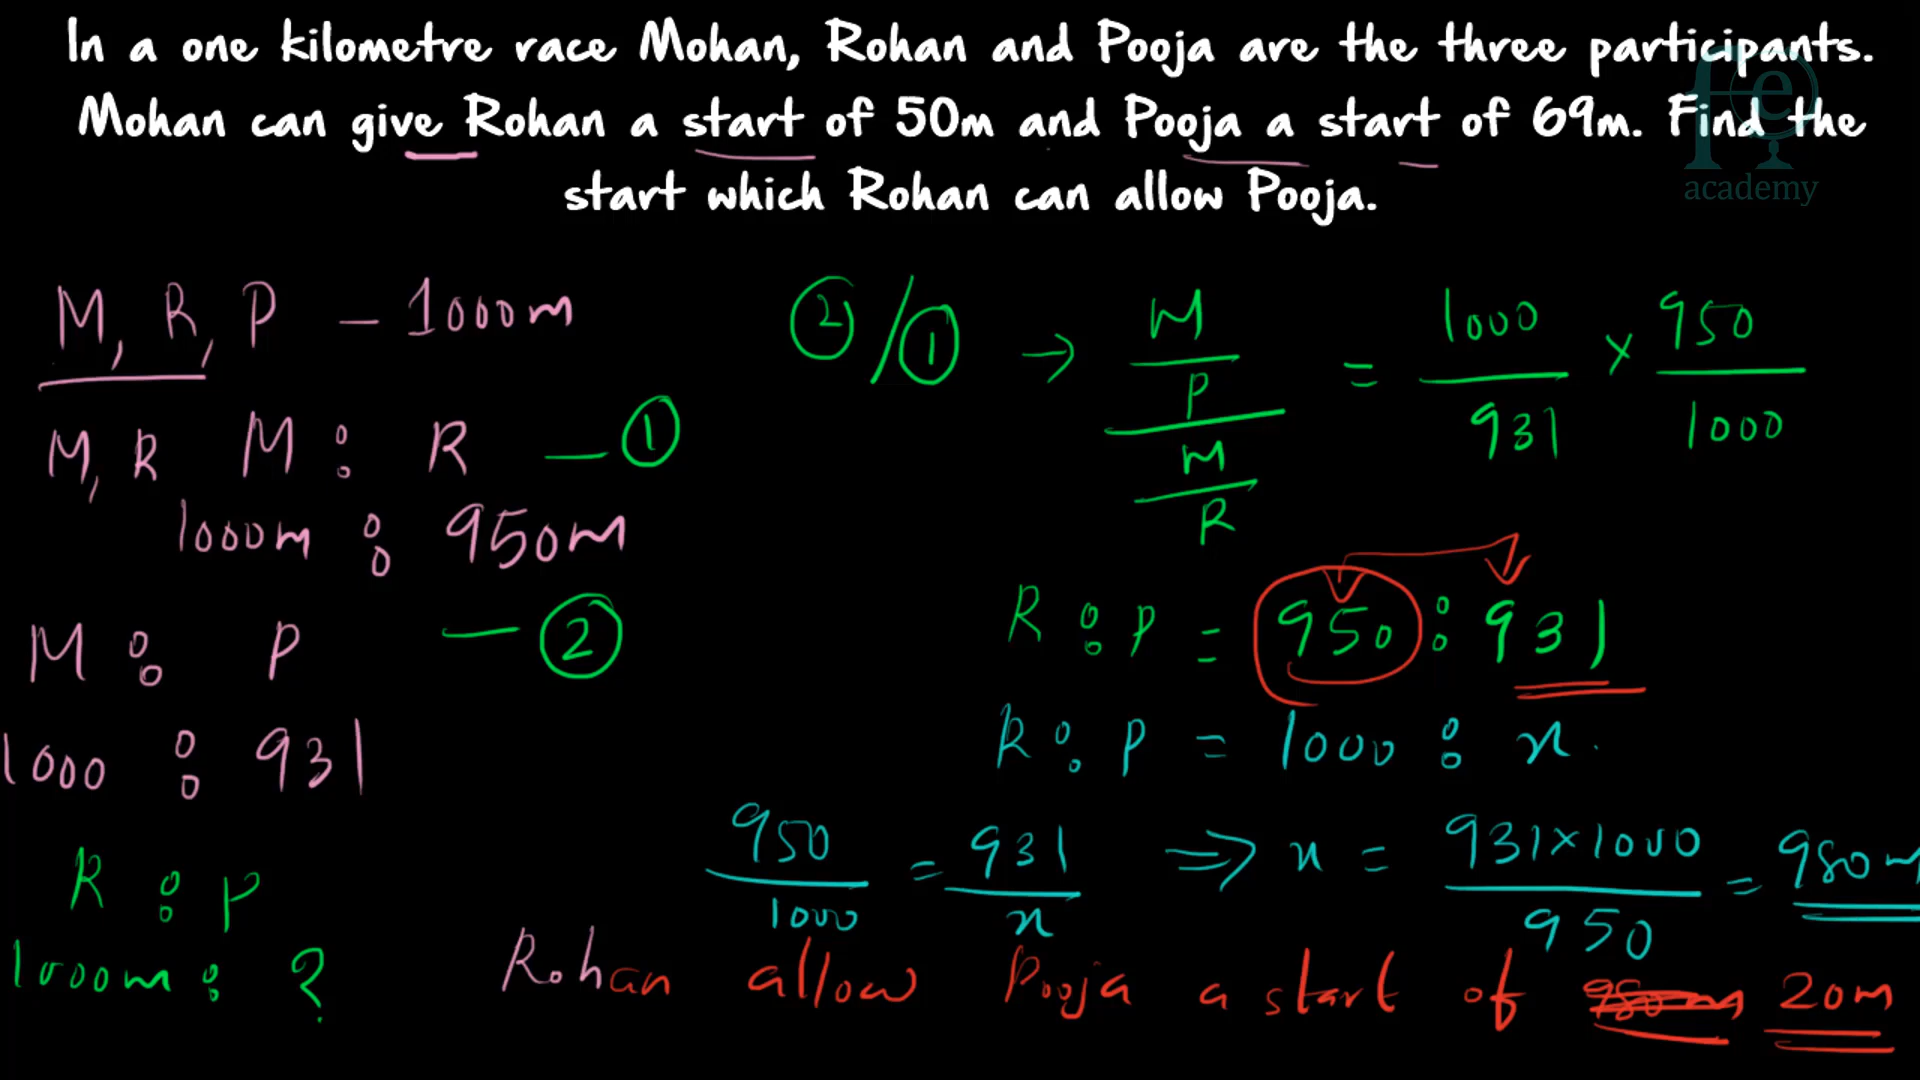 In a one kilometre race Mohan, Rohan and Pooja are the three participants.
Mohan can give Rohan a start of 50m and Pooja a start of 69m. Find the
start which Rohan can allow Pooja.
fe
academy
M, R, P - 1000m
M, R M : R — ①
1000m : 950m
M : P — ②
1000 : 931
R : P
1000m : ?
②/① → M/P / M/R = 1000/931 × 950/1000
R : P = 950 : 931
R : P = 1000 : x
950/1000 = 931/x ⇒ x = 931×1000/950 = 980m
Rohan allow Pooja a start of 980m 20m